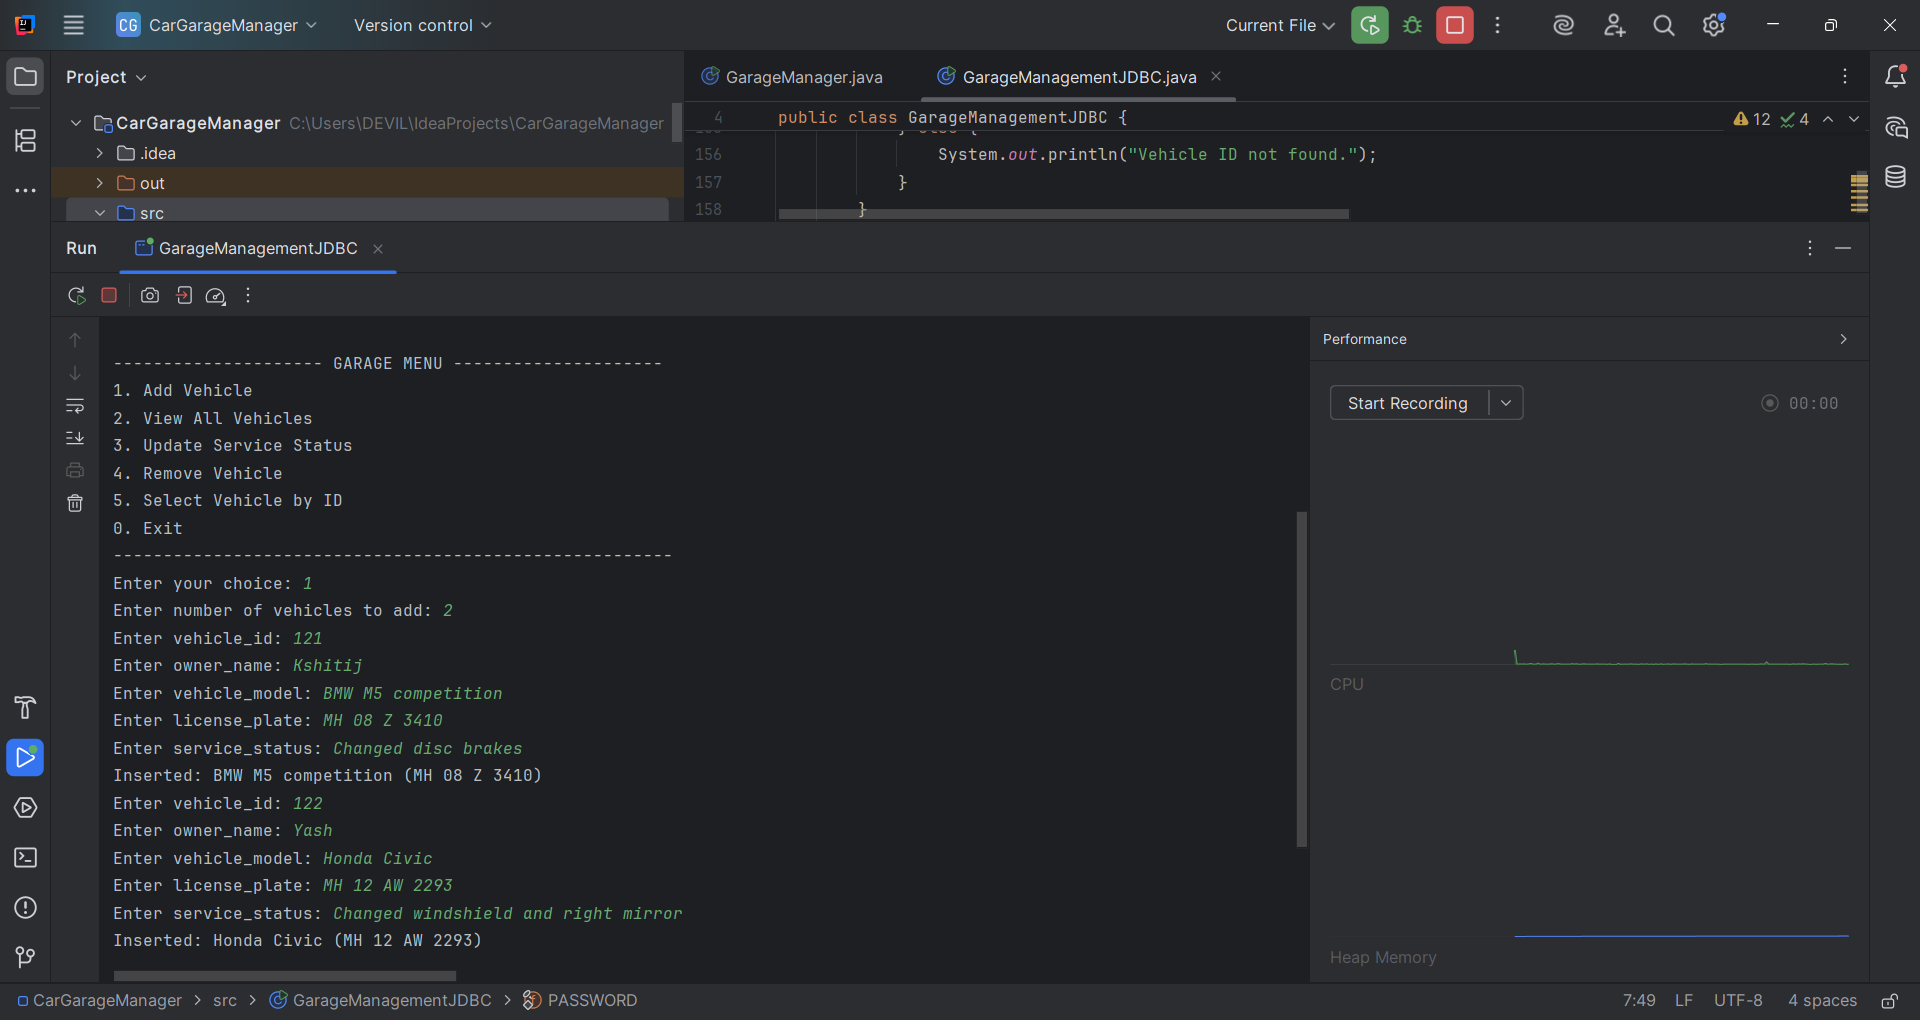 CG CarGarageManager Version control Current File
Project
GarageManager.java GarageManagementJDBC.java
CarGarageManager C:\Users\DEVIL\IdeaProjects\CarGarageManager
.idea
out
src
4 public class GarageManagementJDBC { 12 4
156 System.out.println("Vehicle ID not found.");
157 }
158 }
Run GarageManagementJDBC
Performance
Start Recording 00:00
CPU
Heap Memory
--------------------- GARAGE MENU ---------------------
1. Add Vehicle
2. View All Vehicles
3. Update Service Status
4. Remove Vehicle
5. Select Vehicle by ID
0. Exit
--------------------------------------------------------
Enter your choice: 1
Enter number of vehicles to add: 2
Enter vehicle_id: 121
Enter owner_name: Kshitij
Enter vehicle_model: BMW M5 competition
Enter license_plate: MH 08 Z 3410
Enter service_status: Changed disc brakes
Inserted: BMW M5 competition (MH 08 Z 3410)
Enter vehicle_id: 122
Enter owner_name: Yash
Enter vehicle_model: Honda Civic
Enter license_plate: MH 12 AW 2293
Enter service_status: Changed windshield and right mirror
Inserted: Honda Civic (MH 12 AW 2293)
CarGarageManager > src > GarageManagementJDBC > PASSWORD 7:49 LF UTF-8 4 spaces